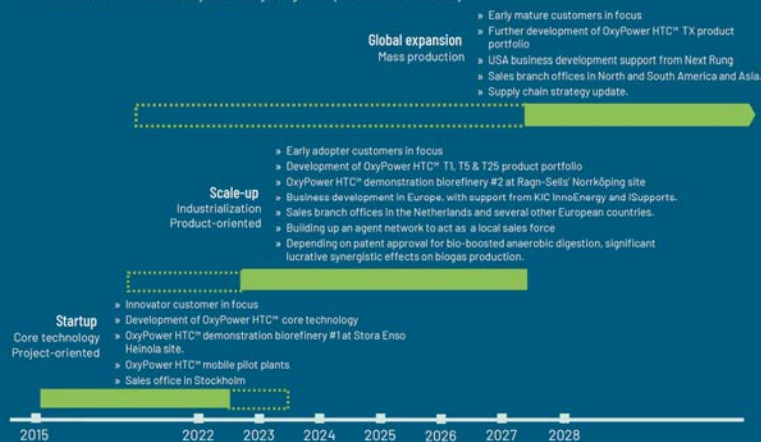 Global expansion
Mass production
» Early mature customers in focus
» Further development of OxyPower HTC™ TX product
portfolio
» USA business development support from Next Rung
» Sales branch offices in North and South America and Asia.
» Supply chain strategy update.
Scale-up
Industrialization
Product-oriented
» Early adopter customers in focus
» Development of OxyPower HTC™ T1, T5 & T25 product portfolio
» OxyPower HTC™ demonstration biorefinery #2 at Ragn-Sells' Norrköping site
» Business development in Europe, with support from KIC InnoEnergy and iSupports.
» Sales branch offices in the Netherlands and several other European countries.
» Building up an agent network to act as a local sales force
» Depending on patent approval for bio-boosted anaerobic digestion, significant
lucrative synergistic effects on biogas production.
Startup
Core technology
Project-oriented
» Innovator customer in focus
» Development of OxyPower HTC™ core technology
» OxyPower HTC™ demonstration biorefinery #1 at Stora Enso
Heinola site.
» OxyPower HTC™ mobile pilot plants
» Sales office in Stockholm
2015 2022 2023 2024 2025 2026 2027 2028